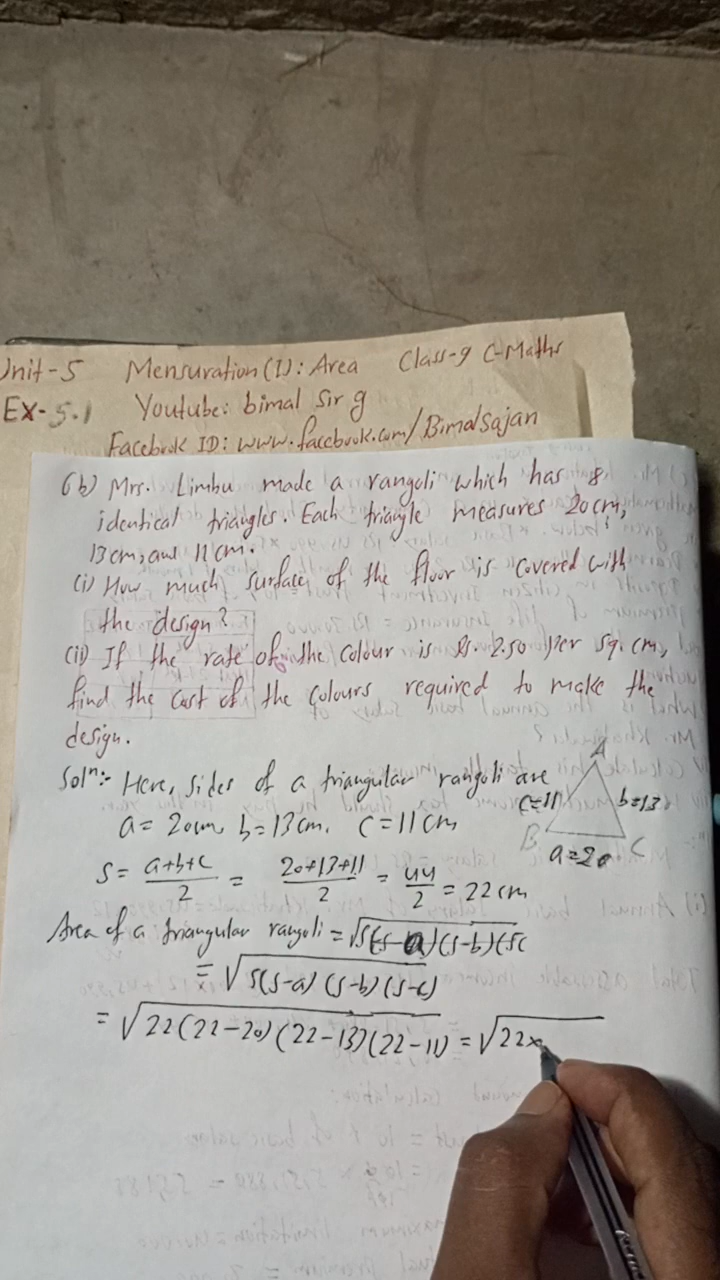 Unit-5 Mensuration (I): Area Class-9 C-Maths
EX-5.1 Youtube: bimal Sir g
Facebook ID: www.facebook.com/BimalSajan
6b) Mrs. Limbu made a rangoli which has 8
identical triangles. Each triangle measures 20cm,
13cm, and 11cm.
(i) How much surface of the floor is covered with
the design?
(ii) If the rate of the colour is Rs. 2.50 per sq. cm,
find the cost of the colours required to make the
design.
Solⁿ:- Here, sides of a triangular rangoli are
a = 20cm, b = 13cm. c = 11cm
A
c=11 b=13
B C
a=20
S = a+b+c/2 = 20+13+11/2 = 44/2 = 22cm
Area of a triangular rangoli = √S(s-a)(s-b)(sc
= √s(s-a)(s-b)(s-c)
= √22(22-20)(22-13)(22-11) = √22×